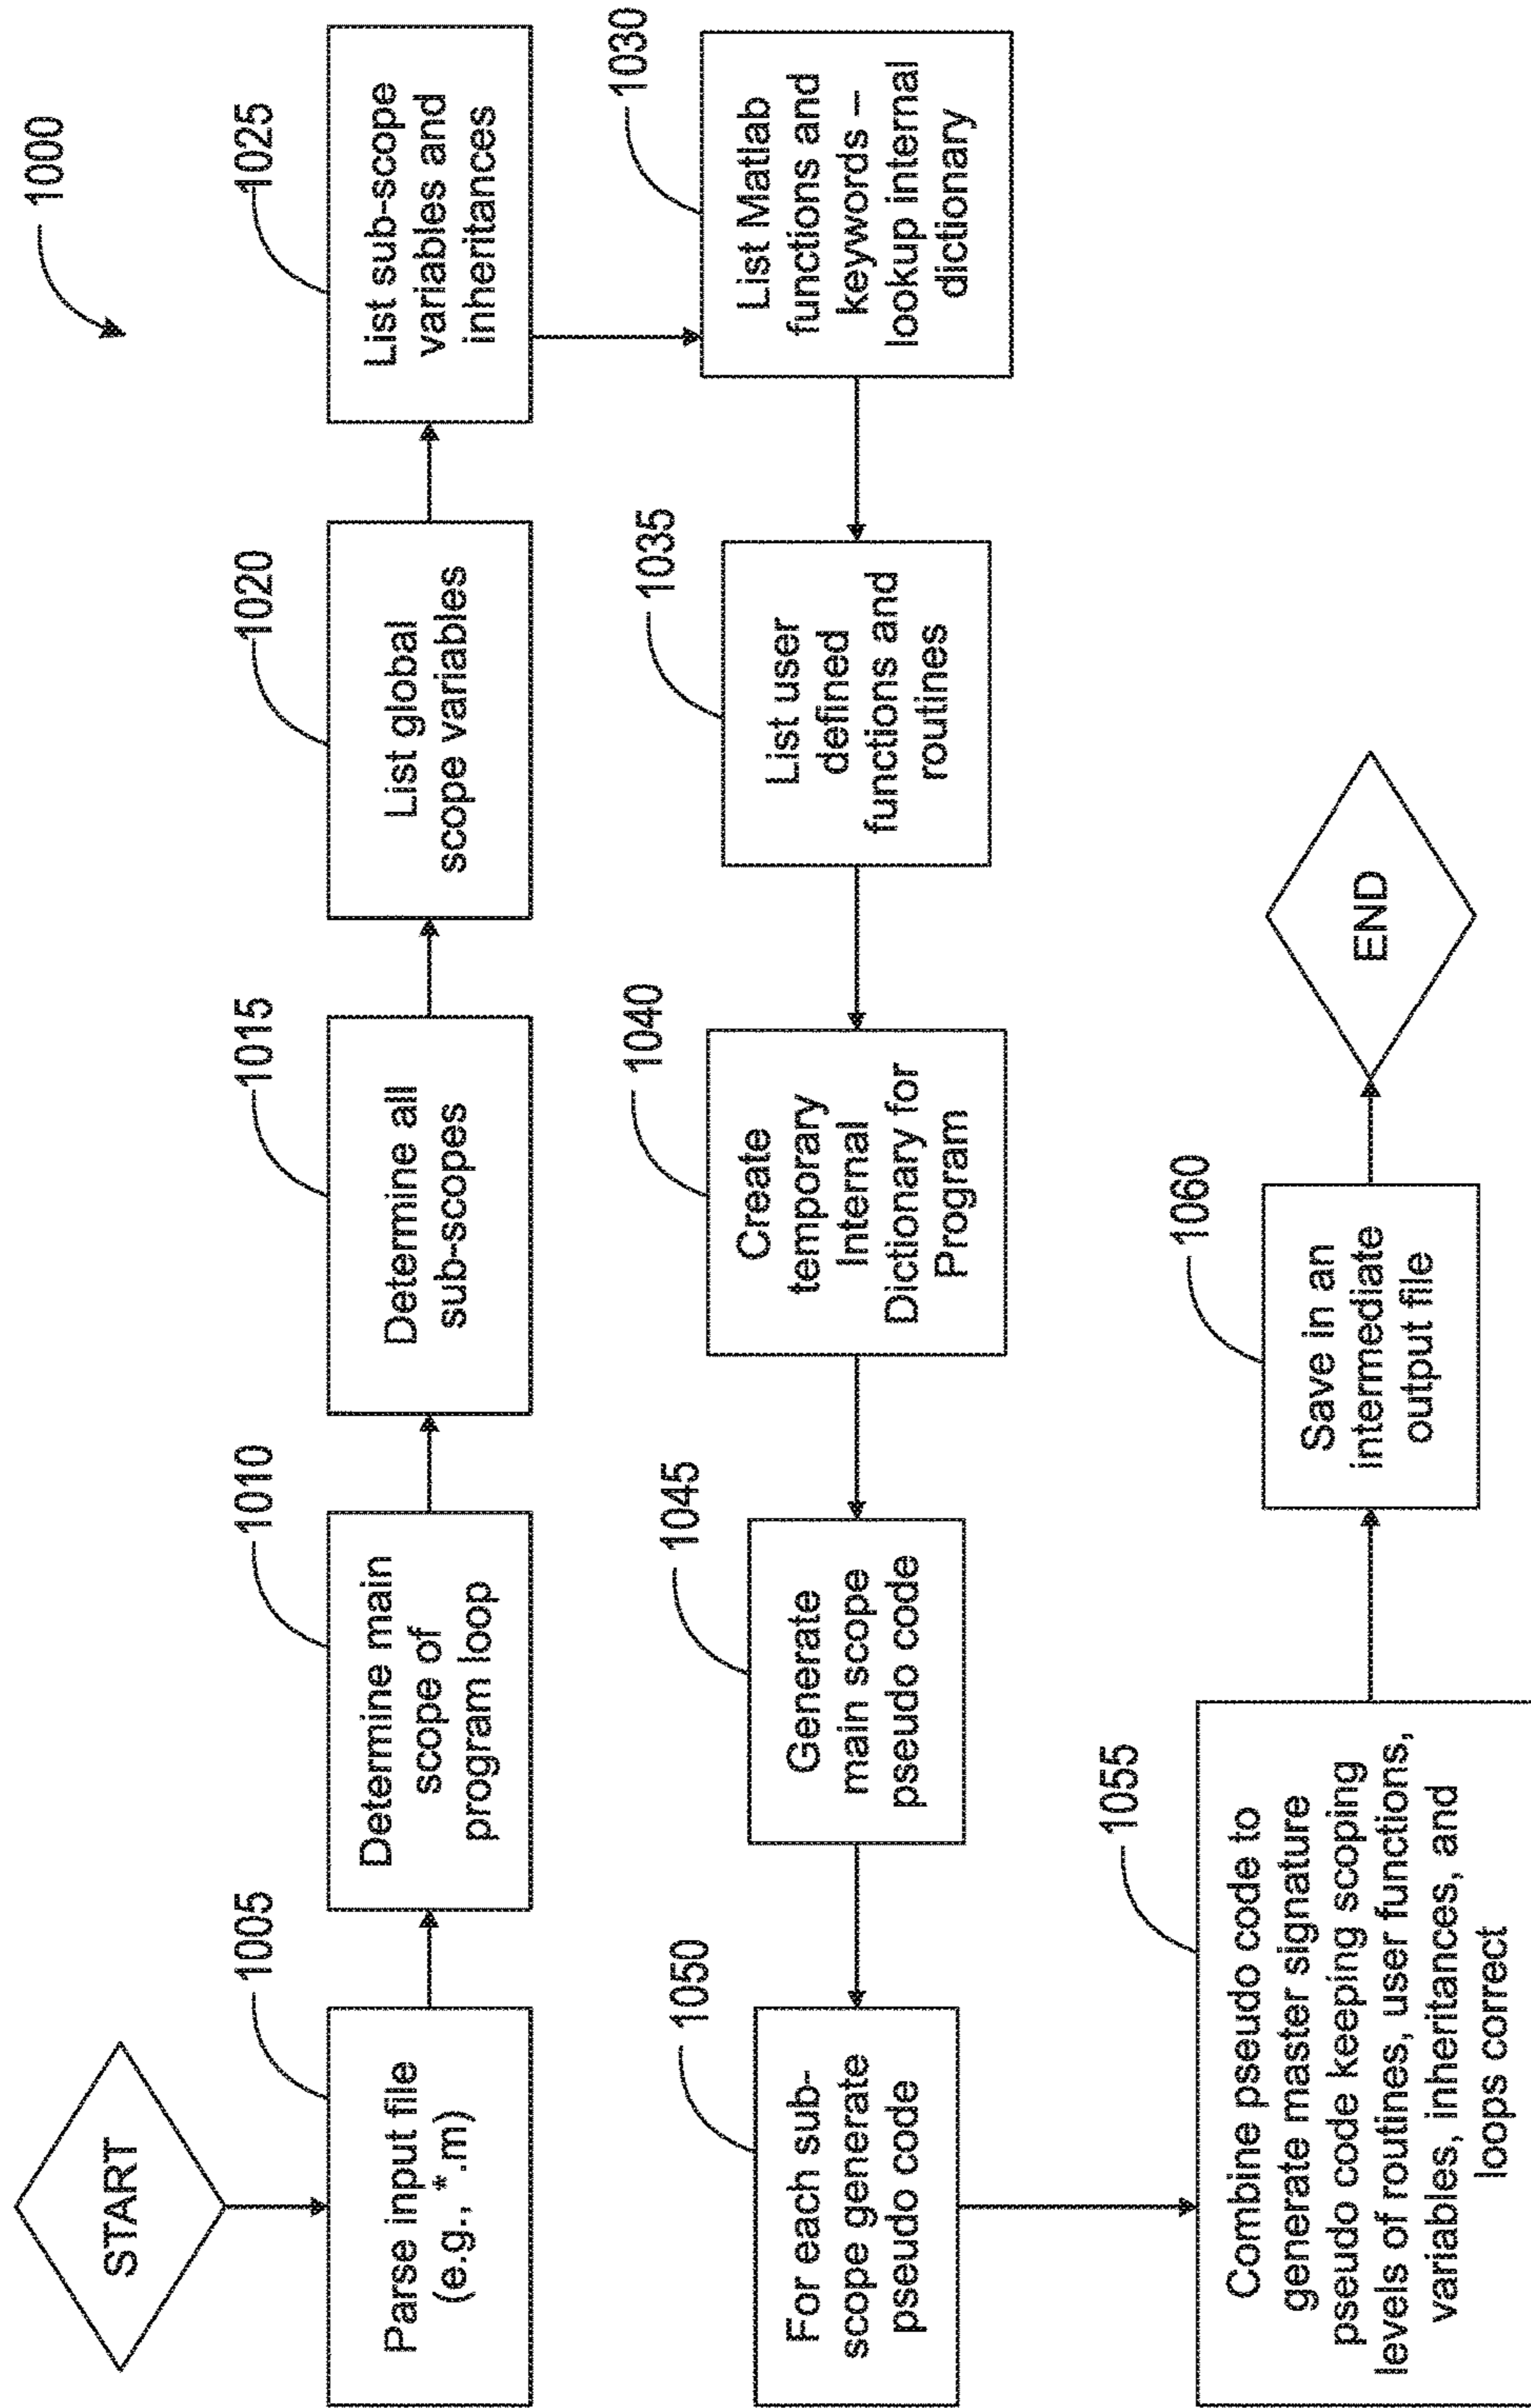 1000
START
1005
Parse input file
(e.g., *.m)
1010
Determine main
scope of
program loop
1015
Determine all
sub-scopes
1020
List global
scope variables
1025
List sub-scope
variables and
inheritances
1030
List Matlab
functions and
keywords –
lookup internal
dictionary
1035
List user
defined
functions and
routines
1040
Create
temporary
Internal
Dictionary for
Program
1045
Generate
main scope
pseudo code
1050
For each sub-
scope generate
pseudo code
1055
Combine pseudo code to
generate master signature
pseudo code keeping scoping
levels of routines, user functions,
variables, inheritances, and
loops correct
1060
Save in an
intermediate
output file
END